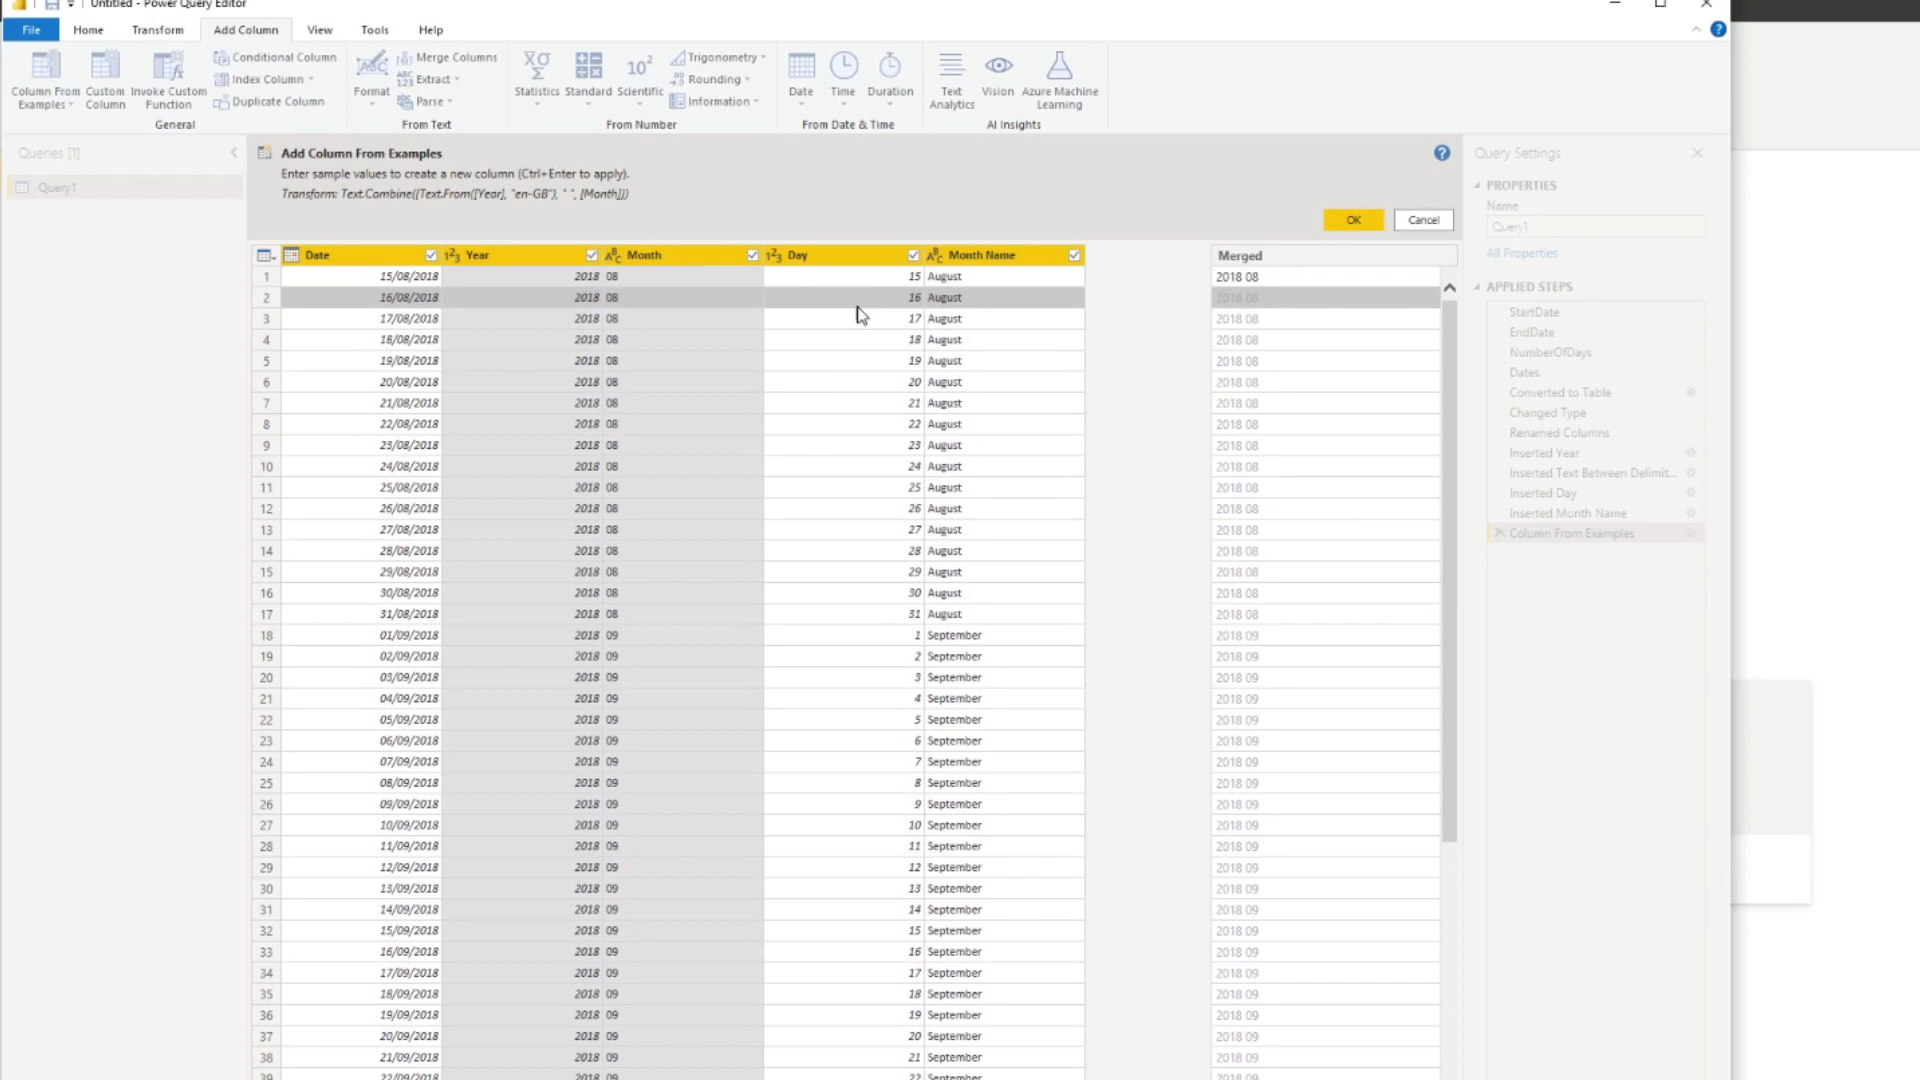 Untitled - Power Query Editor
File Home Transform Add Column View Tools Help
Column From Examples
Custom Column
Invoke Custom Function
Conditional Column
Index Column
Duplicate Column
General
Format
Merge Columns
Extract
Parse
From Text
Statistics
Standard
Scientific
Trigonometry
Rounding
Information
From Number
Date
Time
Duration
From Date & Time
Text Analytics
Vision
Azure Machine Learning
AI Insights
Queries [1]
Query1
Add Column From Examples
Enter sample values to create a new column (Ctrl+Enter to apply).
Transform: Text.Combine({Text.From([Year], "en-GB"), " ", [Month]})
OK Cancel
Date Year Month Day Month Name Merged
1 15/08/2018 2018 08 15 August 2018 08
2 16/08/2018 2018 08 16 August 2018 08
3 17/08/2018 2018 08 17 August 2018 08
4 18/08/2018 2018 08 18 August 2018 08
5 19/08/2018 2018 08 19 August 2018 08
6 20/08/2018 2018 08 20 August 2018 08
7 21/08/2018 2018 08 21 August 2018 08
8 22/08/2018 2018 08 22 August 2018 08
9 23/08/2018 2018 08 23 August 2018 08
10 24/08/2018 2018 08 24 August 2018 08
11 25/08/2018 2018 08 25 August 2018 08
12 26/08/2018 2018 08 26 August 2018 08
13 27/08/2018 2018 08 27 August 2018 08
14 28/08/2018 2018 08 28 August 2018 08
15 29/08/2018 2018 08 29 August 2018 08
16 30/08/2018 2018 08 30 August 2018 08
17 31/08/2018 2018 08 31 August 2018 08
18 01/09/2018 2018 09 1 September 2018 09
19 02/09/2018 2018 09 2 September 2018 09
20 03/09/2018 2018 09 3 September 2018 09
21 04/09/2018 2018 09 4 September 2018 09
22 05/09/2018 2018 09 5 September 2018 09
23 06/09/2018 2018 09 6 September 2018 09
24 07/09/2018 2018 09 7 September 2018 09
25 08/09/2018 2018 09 8 September 2018 09
26 09/09/2018 2018 09 9 September 2018 09
27 10/09/2018 2018 09 10 September 2018 09
28 11/09/2018 2018 09 11 September 2018 09
29 12/09/2018 2018 09 12 September 2018 09
30 13/09/2018 2018 09 13 September 2018 09
31 14/09/2018 2018 09 14 September 2018 09
32 15/09/2018 2018 09 15 September 2018 09
33 16/09/2018 2018 09 16 September 2018 09
34 17/09/2018 2018 09 17 September 2018 09
35 18/09/2018 2018 09 18 September 2018 09
36 19/09/2018 2018 09 19 September 2018 09
37 20/09/2018 2018 09 20 September 2018 09
38 21/09/2018 2018 09 21 September 2018 09
39 22/09/2018 2018 09 22 September 2018 09
Query Settings
PROPERTIES
Name
Query1
All Properties
APPLIED STEPS
StartDate
EndDate
NumberOfDays
Dates
Converted to Table
Changed Type
Renamed Columns
Inserted Year
Inserted Text Between Delimit...
Inserted Day
Inserted Month Name
Column From Examples